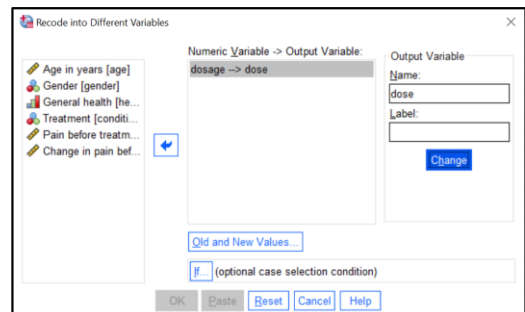 Recode into Different Variables
Age in years [age]
Gender [gender]
General health [he...
Treatment [conditi...
Pain before treatm...
Change in pain bef...
Numeric Variable -> Output Variable:
dosage --> dose
Output Variable
Name:
dose
Label:
Change
Old and New Values...
If... (optional case selection condition)
OK Paste Reset Cancel Help